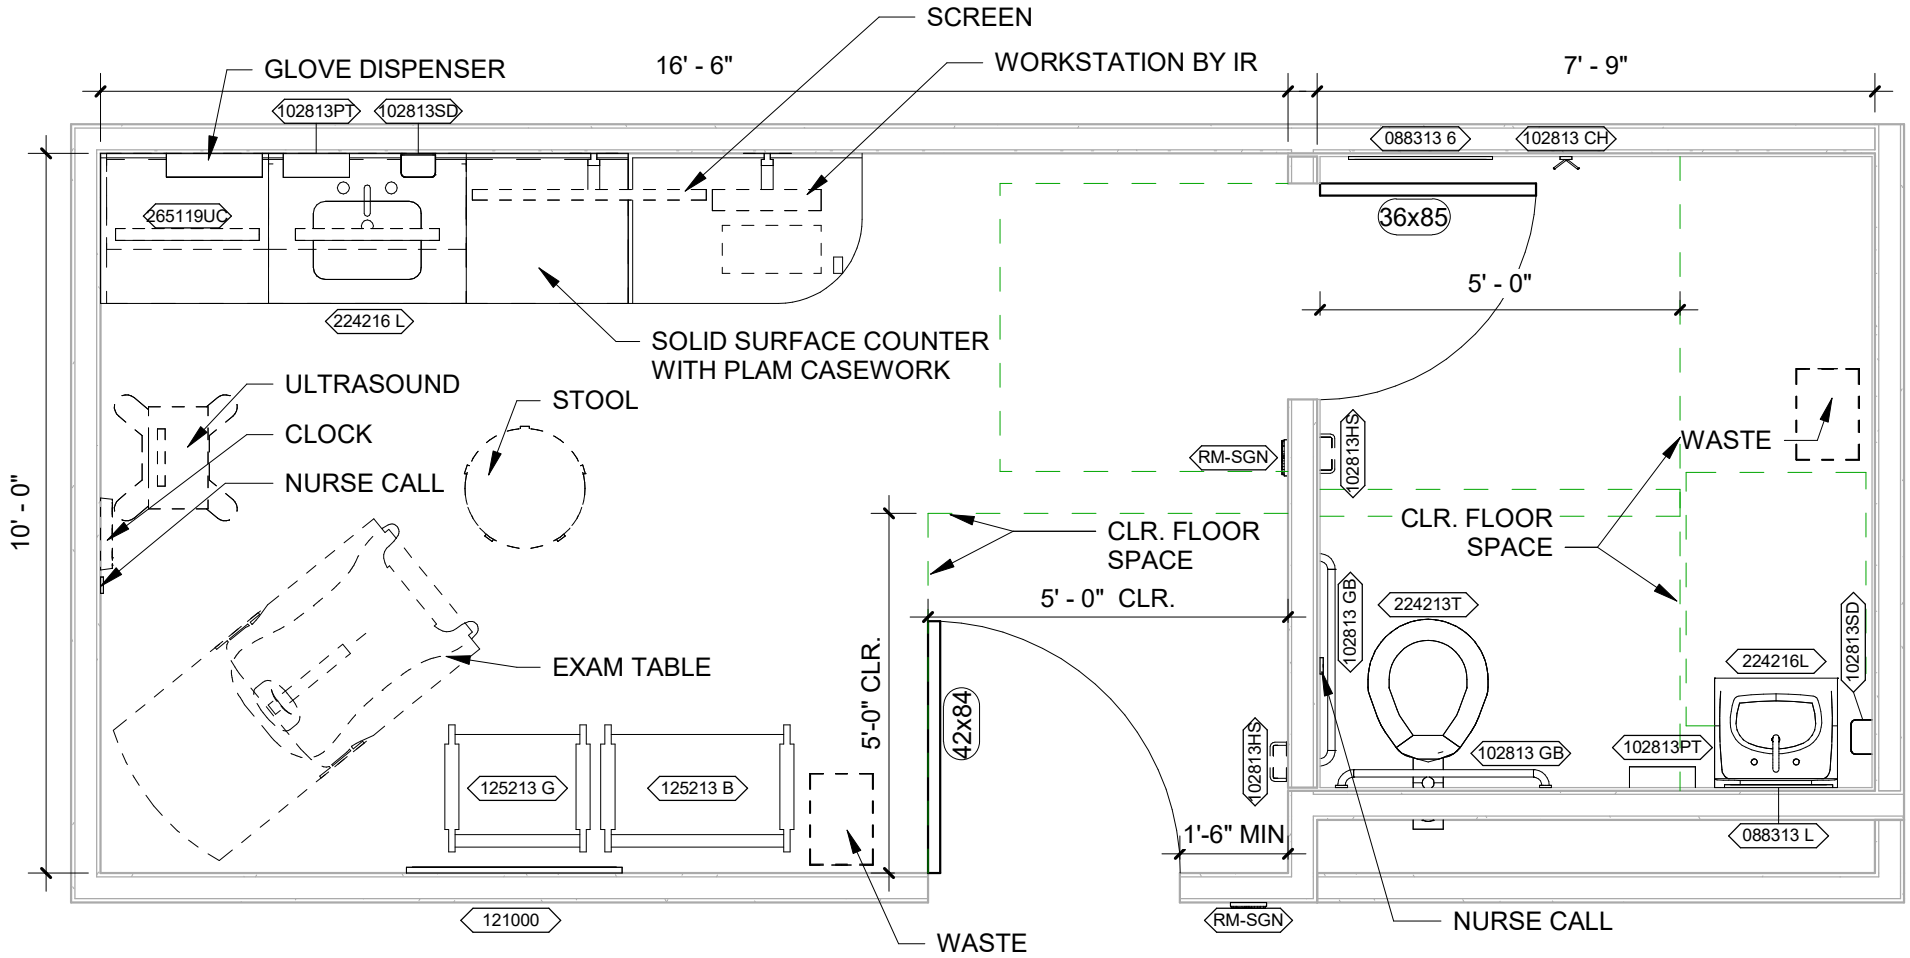 SCREEN
WORKSTATION BY IR
16' - 6"
7' - 9"
GLOVE DISPENSER
102813PT
102813SD
088313 6
102813 CH
265119UC
36x85
5' - 0"
224216 L
SOLID SURFACE COUNTER
WITH PLAM CASEWORK
ULTRASOUND
STOOL
CLOCK
WASTE
RM-SGN
102813HS
NURSE CALL
10' - 0"
CLR. FLOOR
SPACE
CLR. FLOOR
SPACE
5' - 0" CLR.
102813 GB
224213T
102813SD
EXAM TABLE
5'-0" CLR.
224216L
42x84
102813HS
102813 GB
102813PT
125213 G
125213 B
1'-6" MIN
088313 L
121000
RM-SGN
NURSE CALL
WASTE